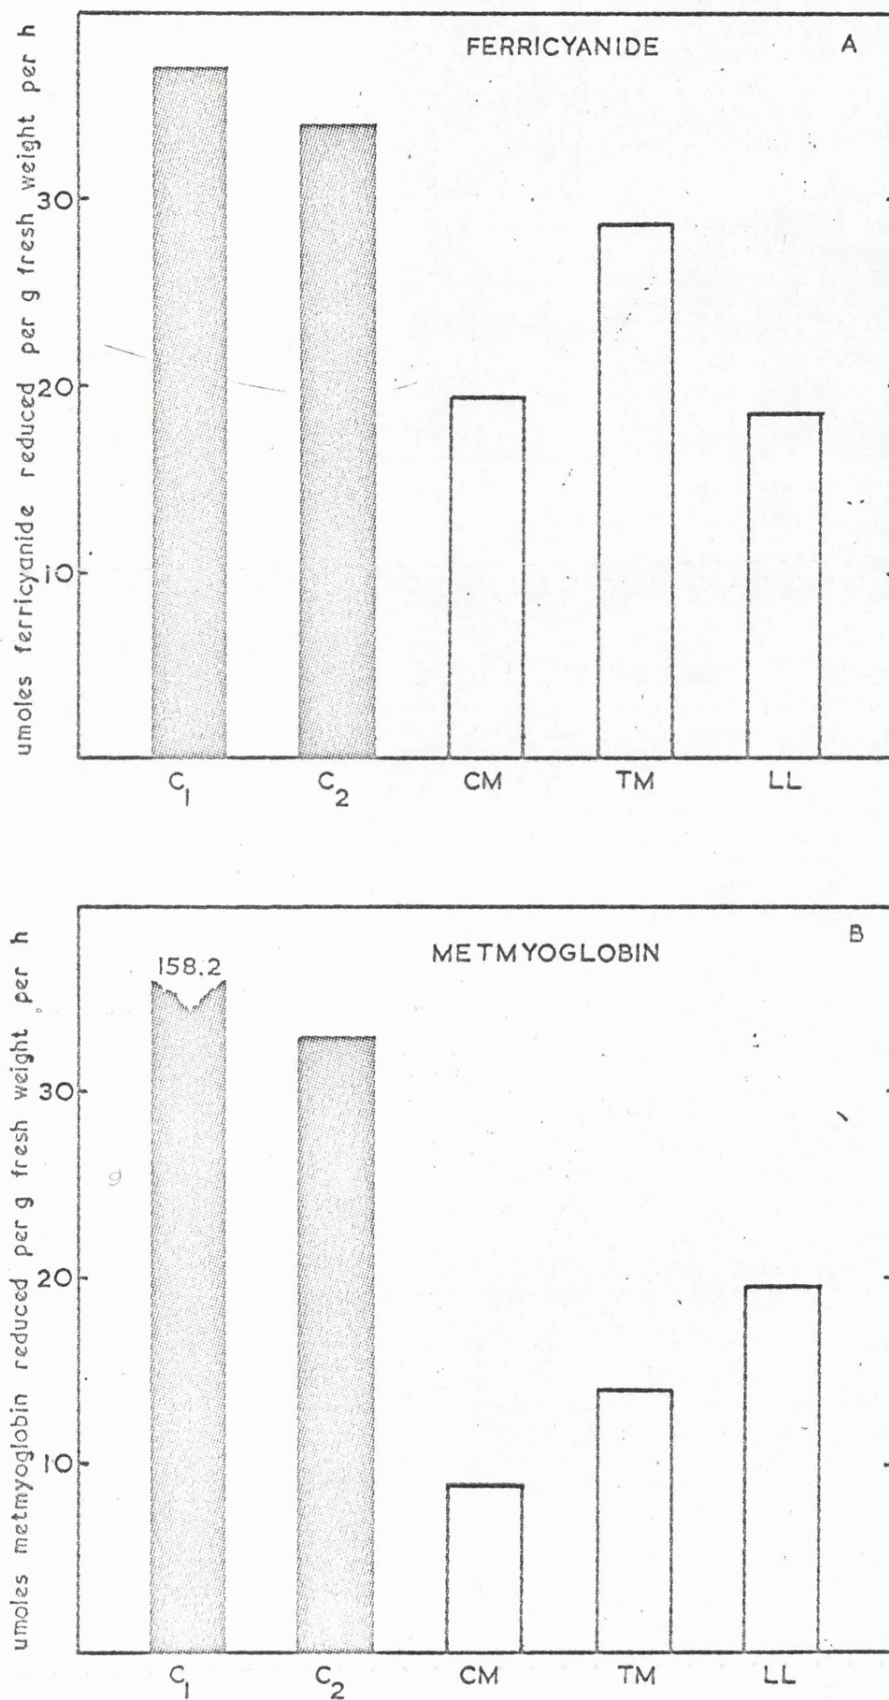 FERRICYANIDE
A
umoles ferricyanide reduced per g fresh weight per h
30
20
10
C₁
C₂
CM
TM
LL
METMYOGLOBIN
B
umoles metmyoglobin reduced per g fresh weight per h
158.2
30
20
10
C₁
C₂
CM
TM
LL